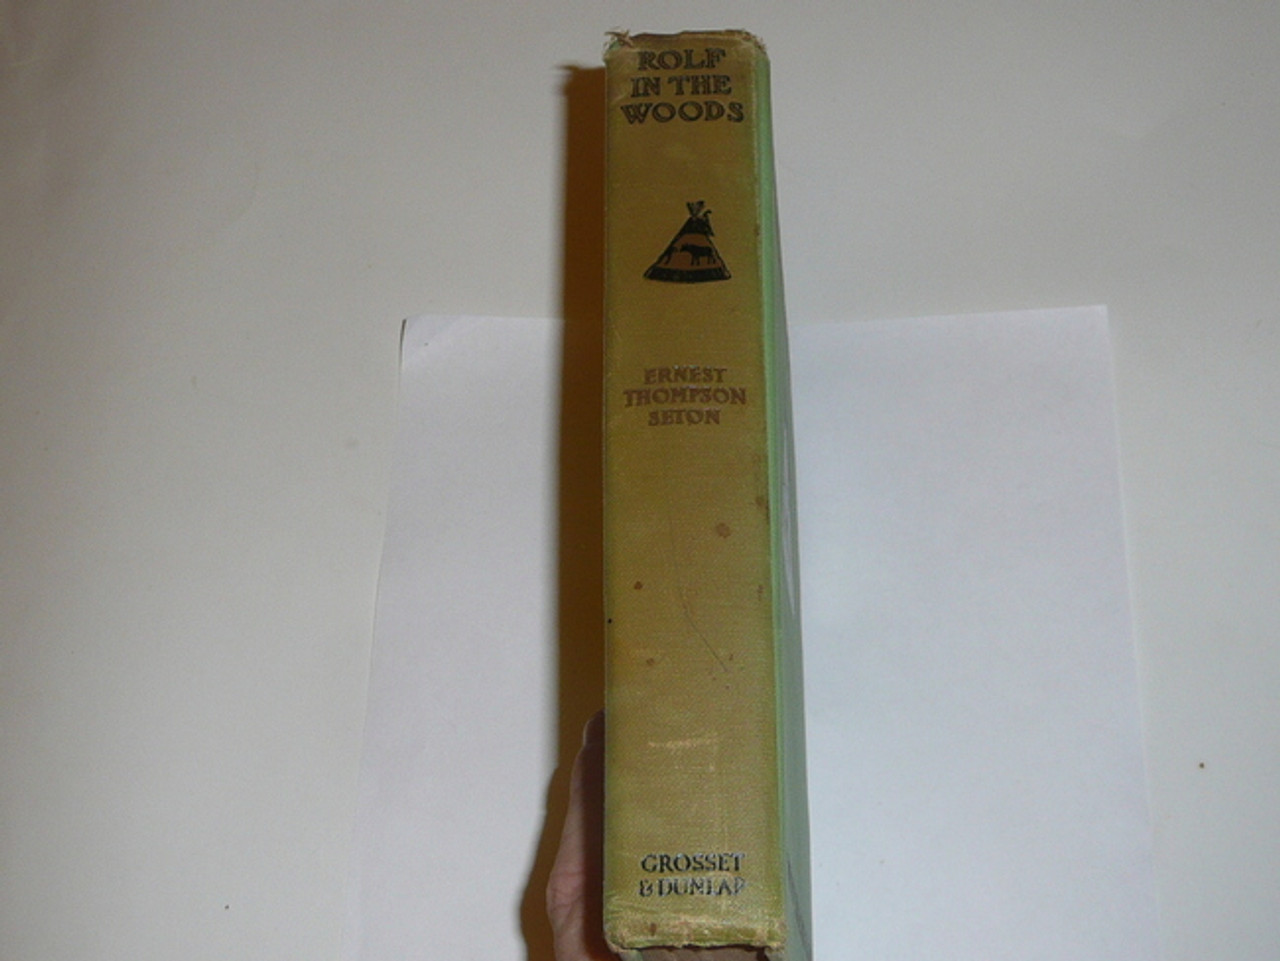 ROLF
IN THE
WOODS
ERNEST
THOMPSON
SETON
GROSSET
& DUNLAP